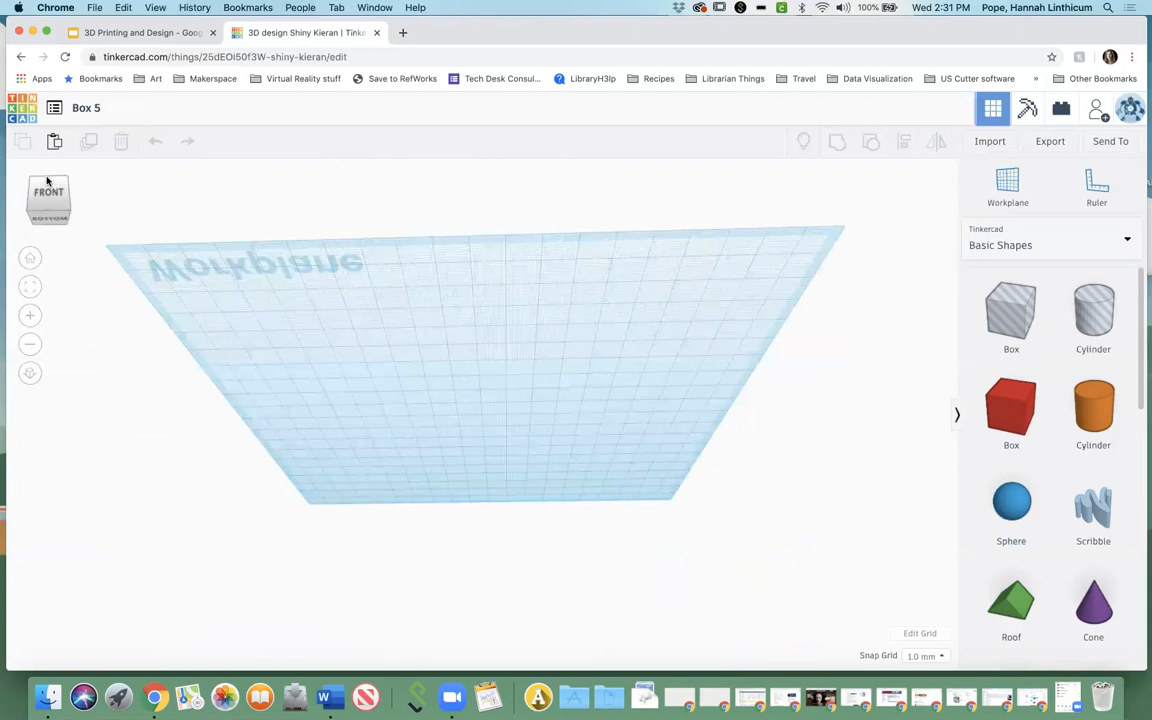 Chrome File Edit View History Bookmarks People Tab Window Help 100% Wed 2:31 PM Pope, Hannah Linthicum
3D Printing and Design - Goog 3D design Shiny Kieran | Tinke
tinkercad.com/things/25dEOi50f3W-shiny-kieran/edit
Apps Bookmarks Art Makerspace Virtual Reality stuff Save to RefWorks Tech Desk Consul... LibraryH3lp Recipes Librarian Things Travel Data Visualization US Cutter software » Other Bookmarks
TIN
KER
CAD
Box 5
Import Export Send To
FRONT
BOTTOM
Workplane
Workplane Ruler
Tinkercad
Basic Shapes
Box Cylinder
Box Cylinder
Sphere Scribble
Roof Cone
Edit Grid
Snap Grid 1.0 mm